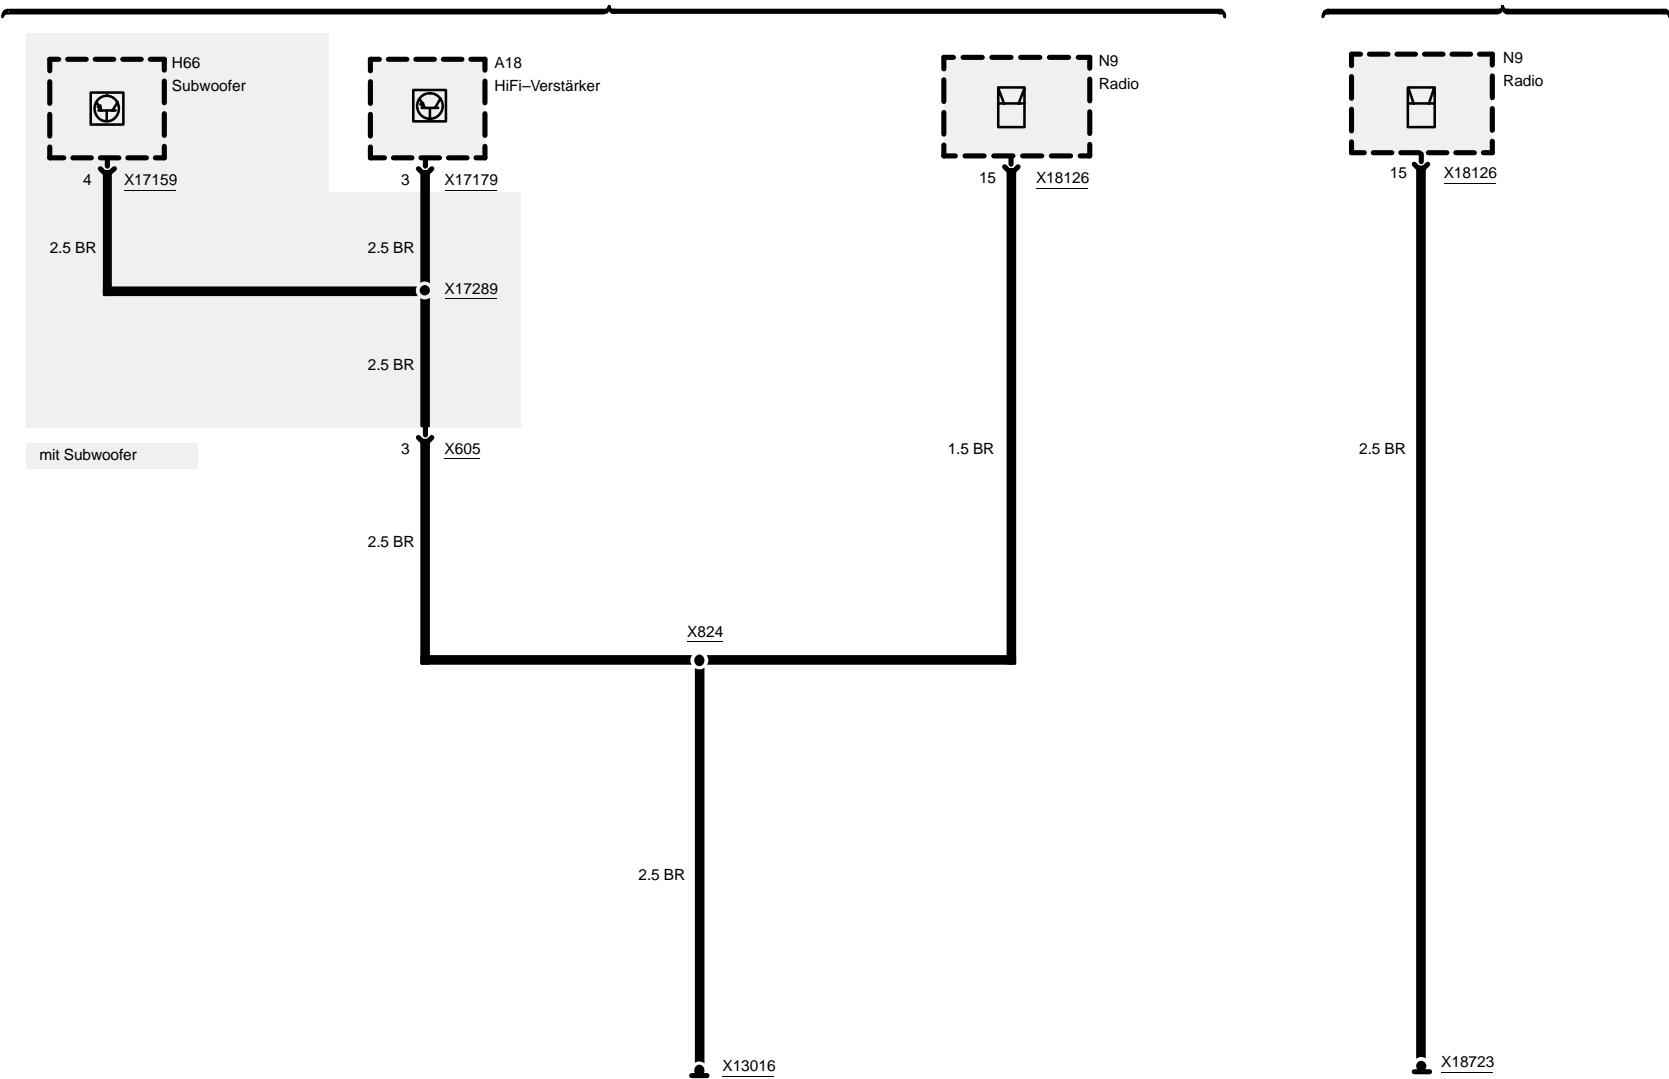 H66
Subwoofer
A18
HiFi–Verstärker
N9
Radio
N9
Radio
4 X17159
3 X17179
15 X18126
15 X18126
2.5 BR
2.5 BR
X17289
2.5 BR
mit Subwoofer
3 X605
1.5 BR
2.5 BR
2.5 BR
X824
2.5 BR
X13016
X18723